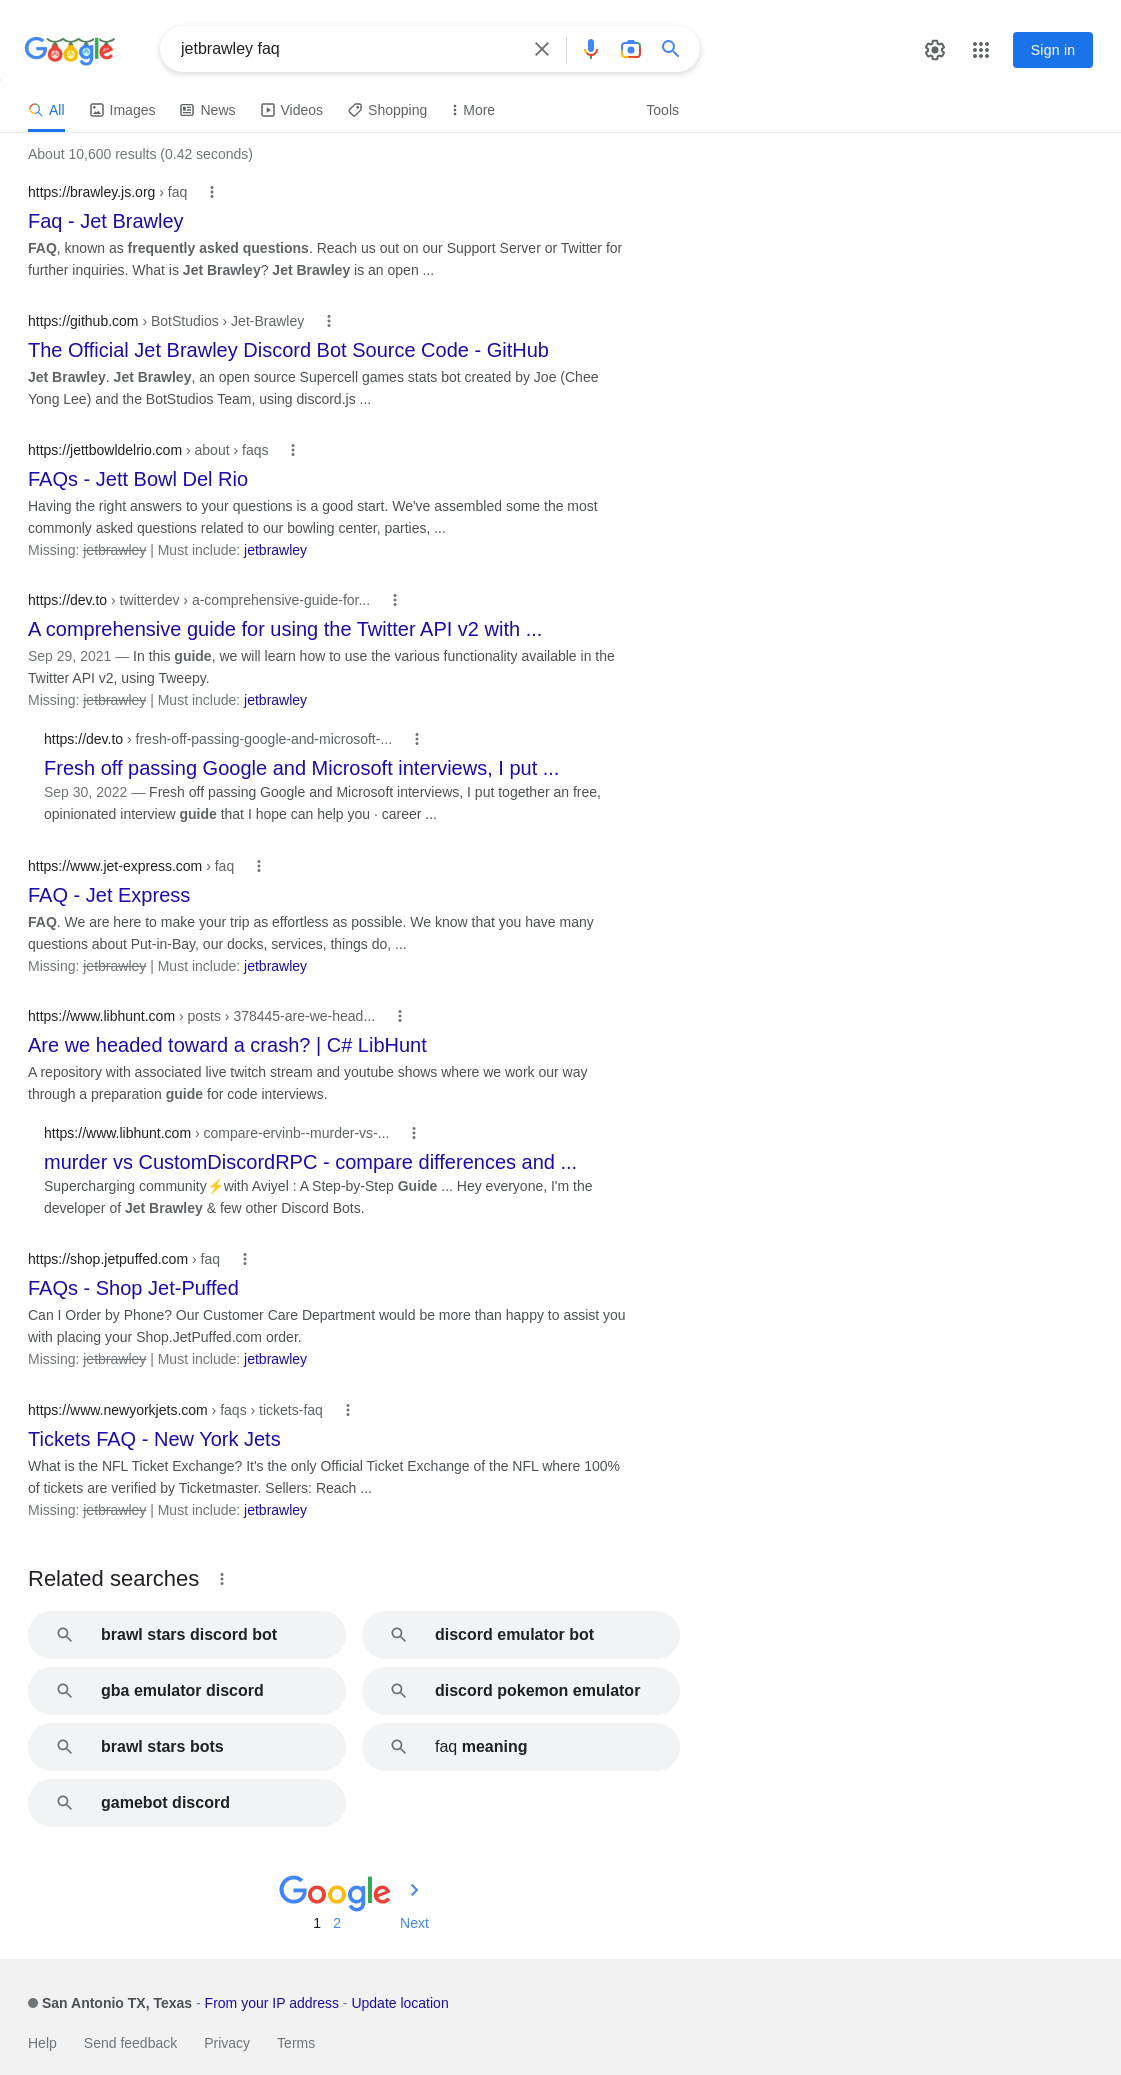 Google
jetbrawley faq
Sign in
All Images News Videos Shopping More Tools
About 10,600 results (0.42 seconds)
https://brawley.js.org › faq
Faq - Jet Brawley
FAQ, known as frequently asked questions. Reach us out on our Support Server or Twitter for
further inquiries. What is Jet Brawley? Jet Brawley is an open ...
https://github.com › BotStudios › Jet-Brawley
The Official Jet Brawley Discord Bot Source Code - GitHub
Jet Brawley. Jet Brawley, an open source Supercell games stats bot created by Joe (Chee
Yong Lee) and the BotStudios Team, using discord.js ...
https://jettbowldelrio.com › about › faqs
FAQs - Jett Bowl Del Rio
Having the right answers to your questions is a good start. We've assembled some the most
commonly asked questions related to our bowling center, parties, ...
Missing: jetbrawley | Must include: jetbrawley
https://dev.to › twitterdev › a-comprehensive-guide-for...
A comprehensive guide for using the Twitter API v2 with ...
Sep 29, 2021 — In this guide, we will learn how to use the various functionality available in the
Twitter API v2, using Tweepy.
Missing: jetbrawley | Must include: jetbrawley
https://dev.to › fresh-off-passing-google-and-microsoft-...
Fresh off passing Google and Microsoft interviews, I put ...
Sep 30, 2022 — Fresh off passing Google and Microsoft interviews, I put together an free,
opinionated interview guide that I hope can help you · career ...
https://www.jet-express.com › faq
FAQ - Jet Express
FAQ. We are here to make your trip as effortless as possible. We know that you have many
questions about Put-in-Bay, our docks, services, things do, ...
Missing: jetbrawley | Must include: jetbrawley
https://www.libhunt.com › posts › 378445-are-we-head...
Are we headed toward a crash? | C# LibHunt
A repository with associated live twitch stream and youtube shows where we work our way
through a preparation guide for code interviews.
https://www.libhunt.com › compare-ervinb--murder-vs-...
murder vs CustomDiscordRPC - compare differences and ...
Supercharging community⚡with Aviyel : A Step-by-Step Guide ... Hey everyone, I'm the
developer of Jet Brawley & few other Discord Bots.
https://shop.jetpuffed.com › faq
FAQs - Shop Jet-Puffed
Can I Order by Phone? Our Customer Care Department would be more than happy to assist you
with placing your Shop.JetPuffed.com order.
Missing: jetbrawley | Must include: jetbrawley
https://www.newyorkjets.com › faqs › tickets-faq
Tickets FAQ - New York Jets
What is the NFL Ticket Exchange? It's the only Official Ticket Exchange of the NFL where 100%
of tickets are verified by Ticketmaster. Sellers: Reach ...
Missing: jetbrawley | Must include: jetbrawley
Related searches
brawl stars discord bot
discord emulator bot
gba emulator discord
discord pokemon emulator
brawl stars bots
faq meaning
gamebot discord
Google
1 2 Next
San Antonio TX, Texas - From your IP address - Update location
Help Send feedback Privacy Terms